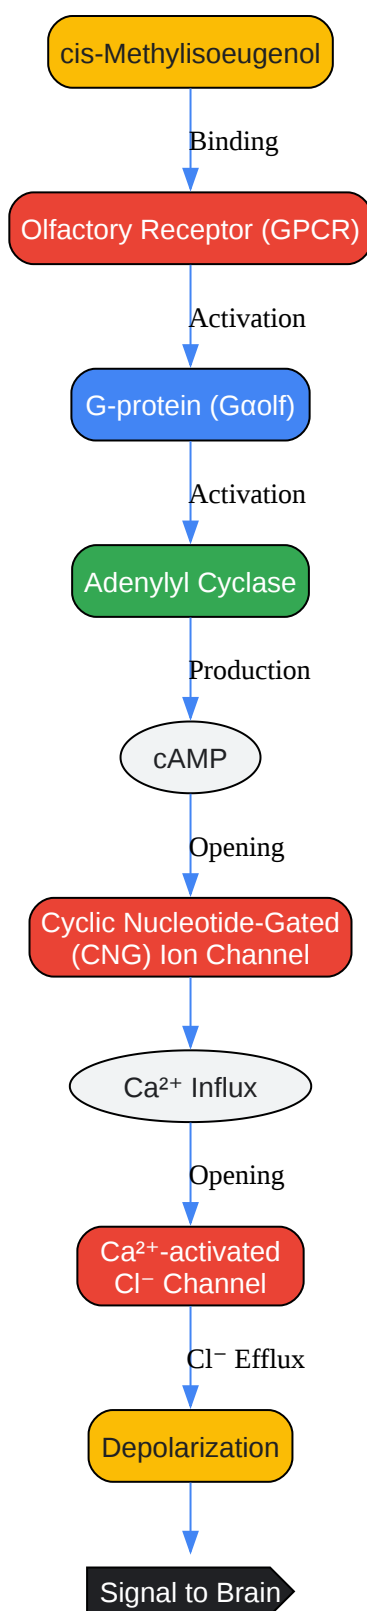 cis-Methylisoeugenol
Binding
Olfactory Receptor (GPCR)
Activation
G-protein (Gαolf)
Activation
Adenylyl Cyclase
Production
cAMP
Opening
Cyclic Nucleotide-Gated
(CNG) Ion Channel
Ca²⁺ Influx
Opening
Ca²⁺-activated
Cl⁻ Channel
Cl⁻ Efflux
Depolarization
Signal to Brain